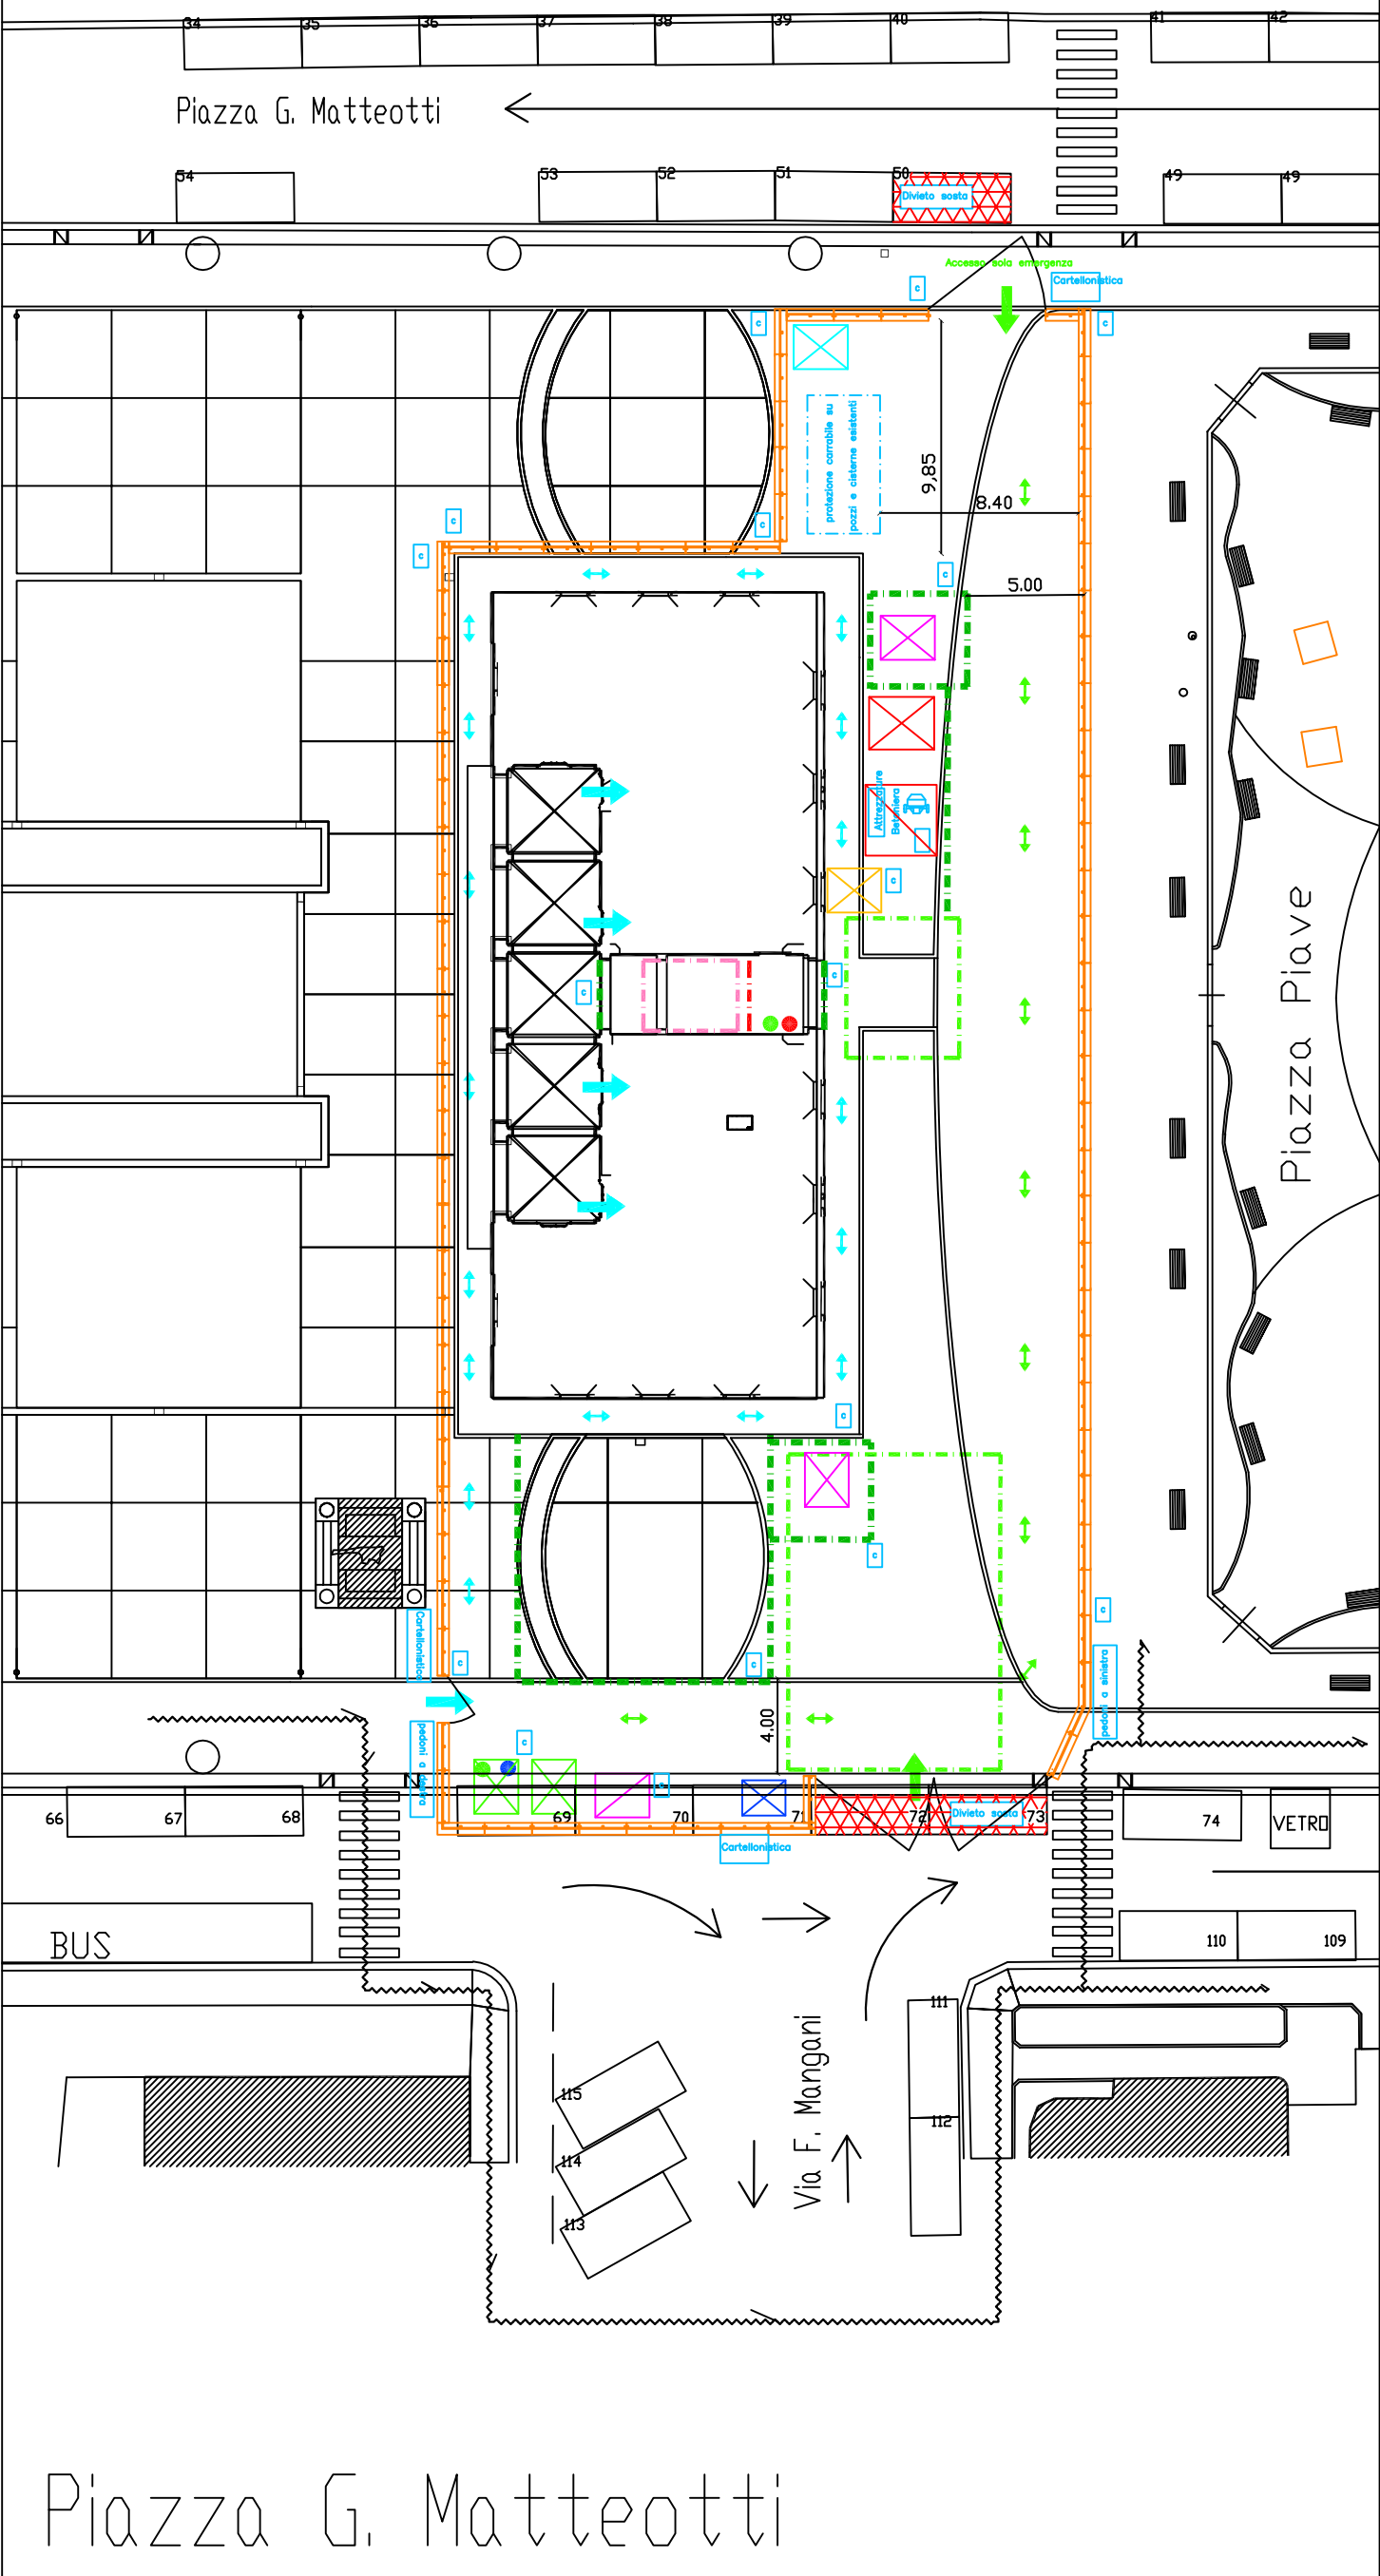 34 35 36 37 38 39 40 41 42
Piazza G. Matteotti
54 53 52 51 50 49 49
Divieto sosta
Accesso sola emergenza
Cartellonistica
c
c c
protezione carrabile su
pozzi e cisterne esistenti
9,85
8.40
c c
c
c
5.00
Attrezzature
Betoniera
c
c
c
Piazza Piave
c
c
Cartellonistica
c
c
c
pedoni a sinistra
4.00
pedoni a destra
c
c
66 67 68 69 70 71 72 73 74
Divieto sosta
VETRO
Cartellonistica
BUS
110 109
111
Via F. Mangani
115
112
114
113
Piazza G. Matteotti